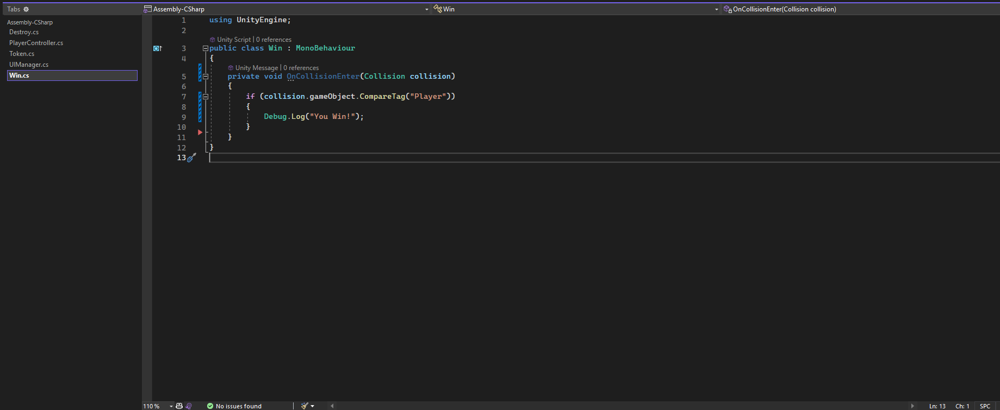 Tabs
Assembly-CSharp
Win
OnCollisionEnter(Collision collision)
Assembly-CSharp
Destroy.cs
PlayerController.cs
Token.cs
UIManager.cs
Win.cs
1 using UnityEngine;
2
Unity Script | 0 references
3 public class Win : MonoBehaviour
4 {
Unity Message | 0 references
5 private void OnCollisionEnter(Collision collision)
6 {
7 if (collision.gameObject.CompareTag("Player"))
8 {
9 Debug.Log("You Win!");
10 }
11 }
12 }
13
110 %
No issues found
Ln: 13
Ch: 1
SPC